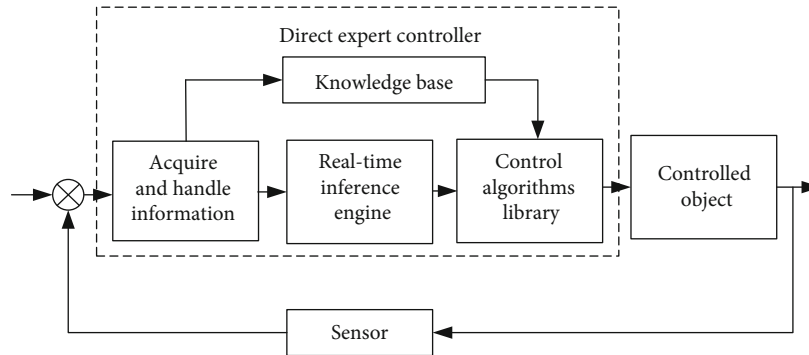 Direct expert controller
Knowledge base
Acquire
and handle
information
Real-time
inference
engine
Control
algorithms
library
Controlled
object
Sensor